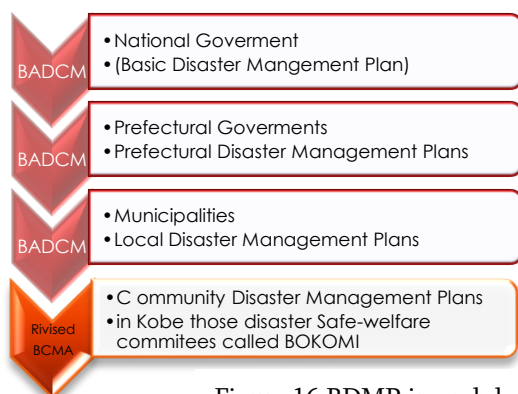 BADCM
•National Goverment
•(Basic Disaster Mangement Plan)
BADCM
•Prefectural Goverments
•Prefectural Disaster Management Plans
BADCM
•Municipalities
•Local Disaster Management Plans
Rivised
BCMA
•C ommunity Disaster Management Plans
•in Kobe those disaster Safe-welfare
commitees called BOKOMI